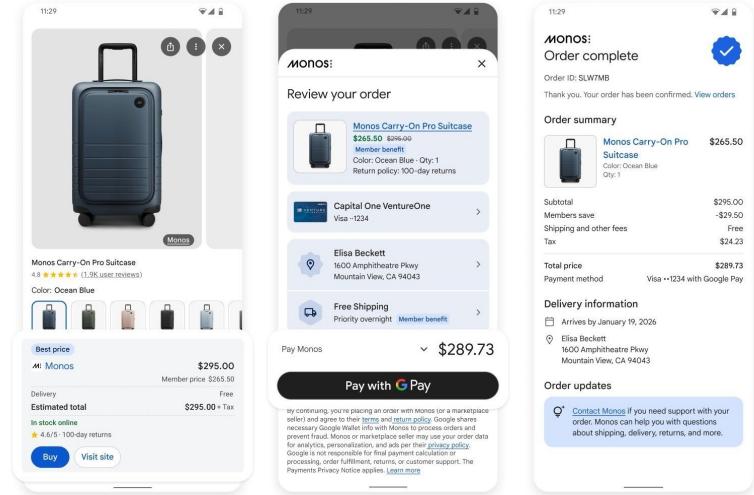 11:29
Monos
Monos Carry-On Pro Suitcase
4.8 ★★★★★ (1.9K user reviews)
Color: Ocean Blue
Best price
M: Monos
$295.00
Member price $265.50
Delivery Free
Estimated total $295.00 + Tax
In stock online
★ 4.6/5 · 100-day returns
Buy Visit site
11:29
MONOS:
Review your order
Monos Carry-On Pro Suitcase
$265.50 $295.00
Member benefit
Color: Ocean Blue · Qty: 1
Return policy: 100-day returns
VENTURE
Capital One VentureOne
Visa ··1234
Elisa Beckett
1600 Amphitheatre Pkwy
Mountain View, CA 94043
Free Shipping
Priority overnight Member benefit
Pay Monos $289.73
Pay with G Pay
By continuing, you're placing an order with Monos (or a marketplace
seller) and agree to their terms and return policy. Google shares
necessary Google Wallet info with Monos to process orders and
prevent fraud. Monos or marketplace seller may use your order data
for analytics, personalization, and ads per their privacy policy.
Google is not responsible for final payment calculation or
processing, order fulfillment, returns, or customer support. The
Payments Privacy Notice applies. Learn more
11:29
MONOS:
Order complete
Order ID: SLW7MB
Thank you. Your order has been confirmed. View orders
Order summary
Monos Carry-On Pro $265.50
Suitcase
Color: Ocean Blue
Qty: 1
Subtotal $295.00
Members save -$29.50
Shipping and other fees Free
Tax $24.23
Total price $289.73
Payment method Visa ••1234 with Google Pay
Delivery information
Arrives by January 19, 2026
Elisa Beckett
1600 Amphitheatre Pkwy
Mountain View, CA 94043
Order updates
Contact Monos if you need support with your
order. Monos can help you with questions
about shipping, delivery, returns, and more.